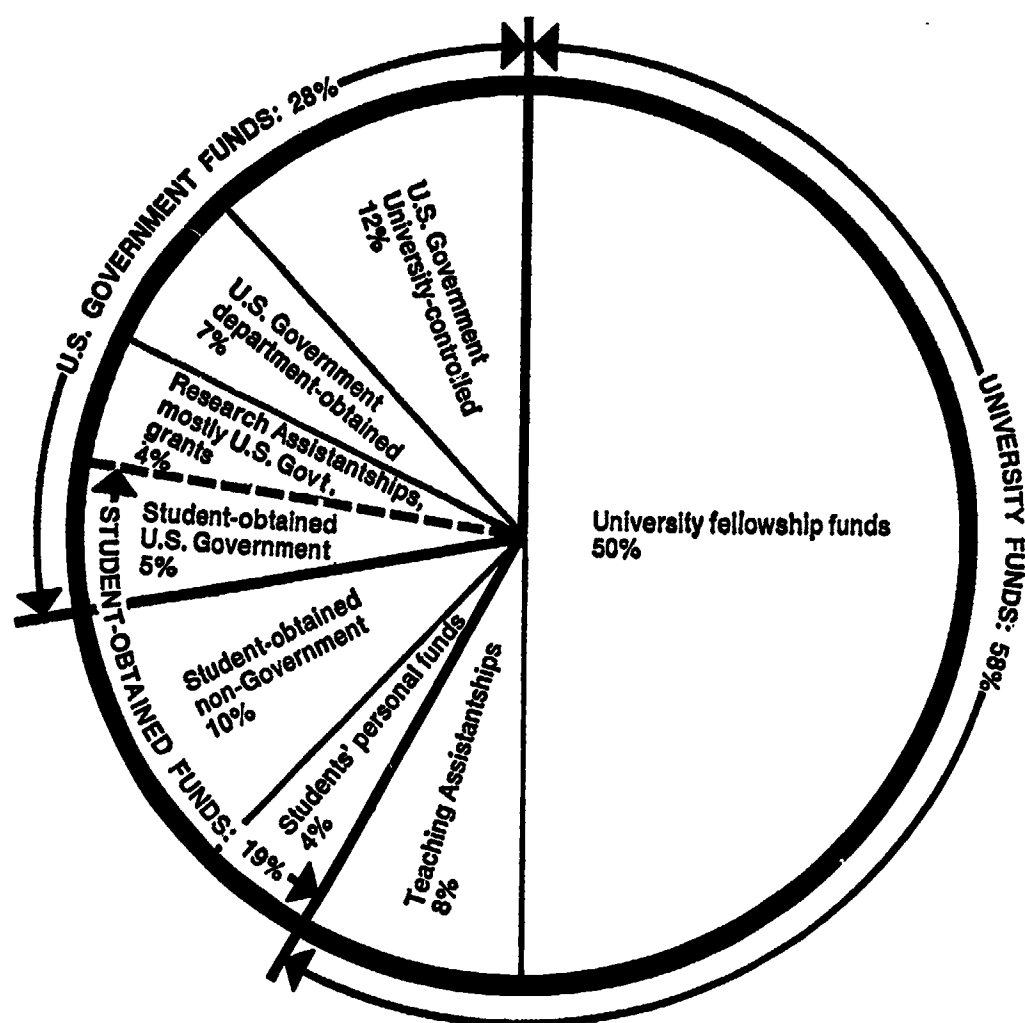 U.S. GOVERNMENT FUNDS: 28%
U.S. Government
University-controlled
12%
U.S. Government
department-obtained
7%
Research Assistantships,
mostly U.S. Govt.
grants
4%
Student-obtained
U.S. Government
5%
STUDENT-OBTAINED FUNDS: 19%
Student-obtained
non-Government
10%
Students' personal funds
4%
Teaching Assistantships
8%
University fellowship funds
50%
UNIVERSITY FUNDS: 58%